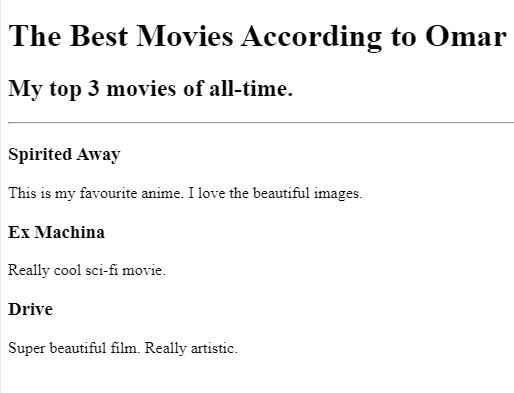 The Best Movies According to Omar
My top 3 movies of all-time.
Spirited Away
This is my favourite anime. I love the beautiful images.
Ex Machina
Really cool sci-fi movie.
Drive
Super beautiful film. Really artistic.